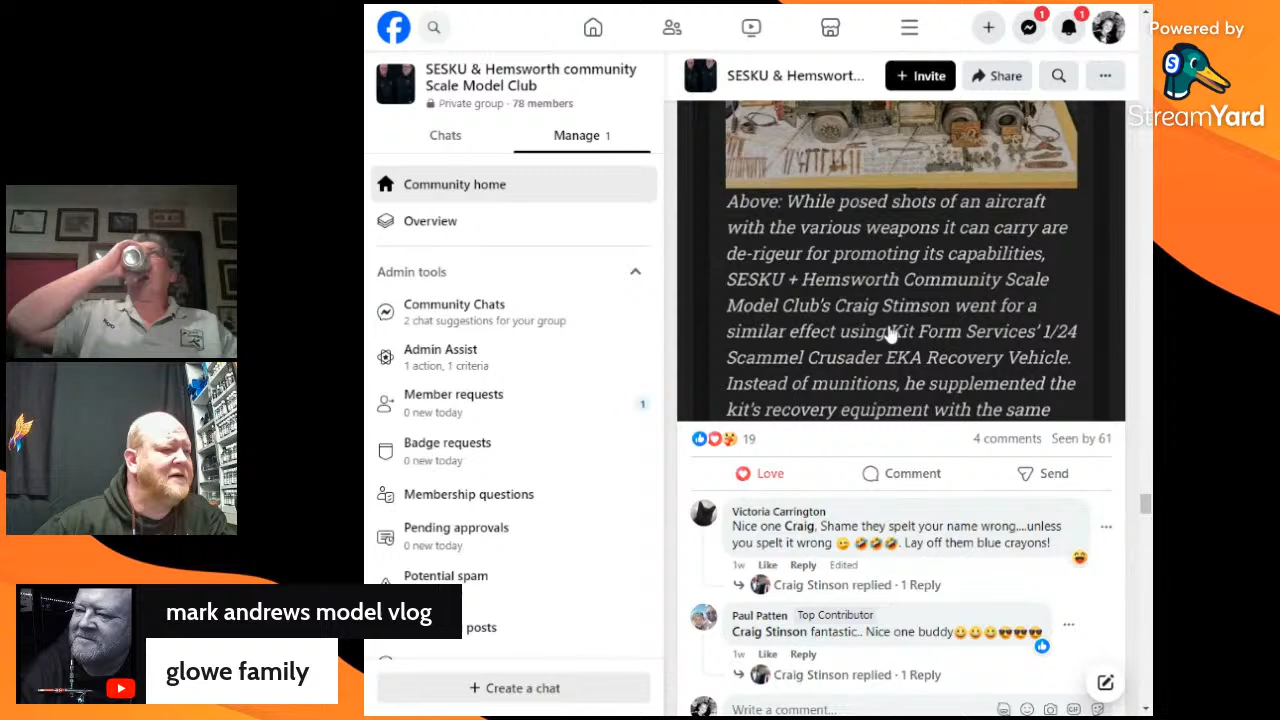 Powered by
StreamYard
1
1
SESKU & Hemsworth community
Scale Model Club
Private group · 78 members
Chats
Manage 1
Community home
Overview
Admin tools
Community Chats
2 chat suggestions for your group
Admin Assist
1 action, 1 criteria
Member requests
0 new today
1
Badge requests
0 new today
Membership questions
Pending approvals
0 new today
Potential spam
posts
+ Create a chat
SESKU & Hemswort...
+ Invite
Share
Above: While posed shots of an aircraft
with the various weapons it can carry are
de-rigeur for promoting its capabilities,
SESKU + Hemsworth Community Scale
Model Club's Craig Stimson went for a
similar effect using Kit Form Services' 1/24
Scammel Crusader EKA Recovery Vehicle.
Instead of munitions, he supplemented the
kit's recovery equipment with the same
19
4 comments Seen by 61
Love
Comment
Send
Victoria Carrington
Nice one Craig, Shame they spelt your name wrong....unless
you spelt it wrong 😉 🤣🤣🤣. Lay off them blue crayons!
1w Like Reply Edited
Craig Stinson replied · 1 Reply
Paul Patten Top Contributor
Craig Stinson fantastic.. Nice one buddy😀😀😀😎😎😎
1w Like Reply
Craig Stinson replied · 1 Reply
Write a comment...
GIF
mark andrews model vlog
glowe family